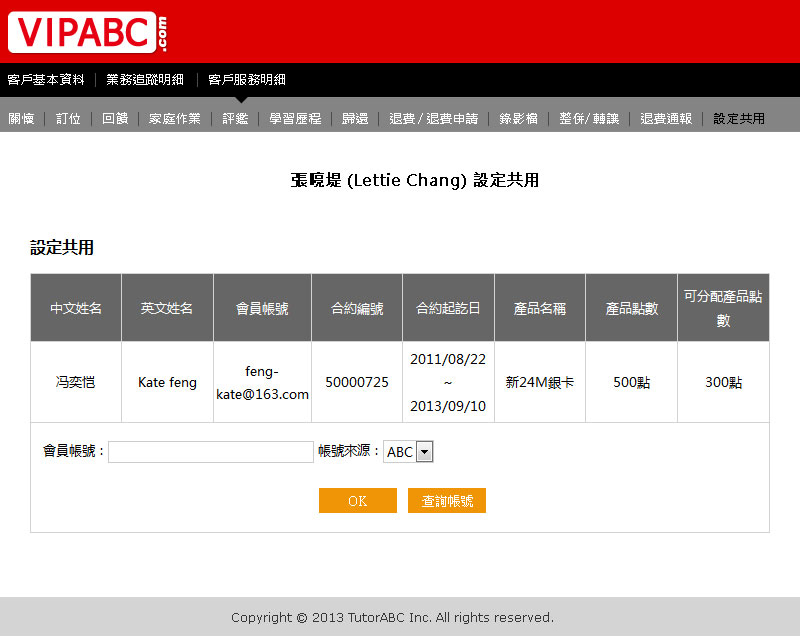 VIPABC.com
客戶基本資料 業務追蹤明細 客戶服務明細
關懷 訂位 回饋 家庭作業 評鑑 學習歷程 歸還 退費/退費申請 錄影檔 整併/轉讓 退費通報 設定共用
張曉堤 (Lettie Chang) 設定共用
設定共用
中文姓名 英文姓名 會員帳號 合約編號 合約起訖日 產品名稱 產品點數 可分配產品點
數
冯奕恺 Kate feng feng-
kate@163.com 50000725 2011/08/22
~
2013/09/10 新24M銀卡 500點 300點
會員帳號： 帳號來源：ABC
OK 查詢帳號
Copyright © 2013 TutorABC Inc. All rights reserved.